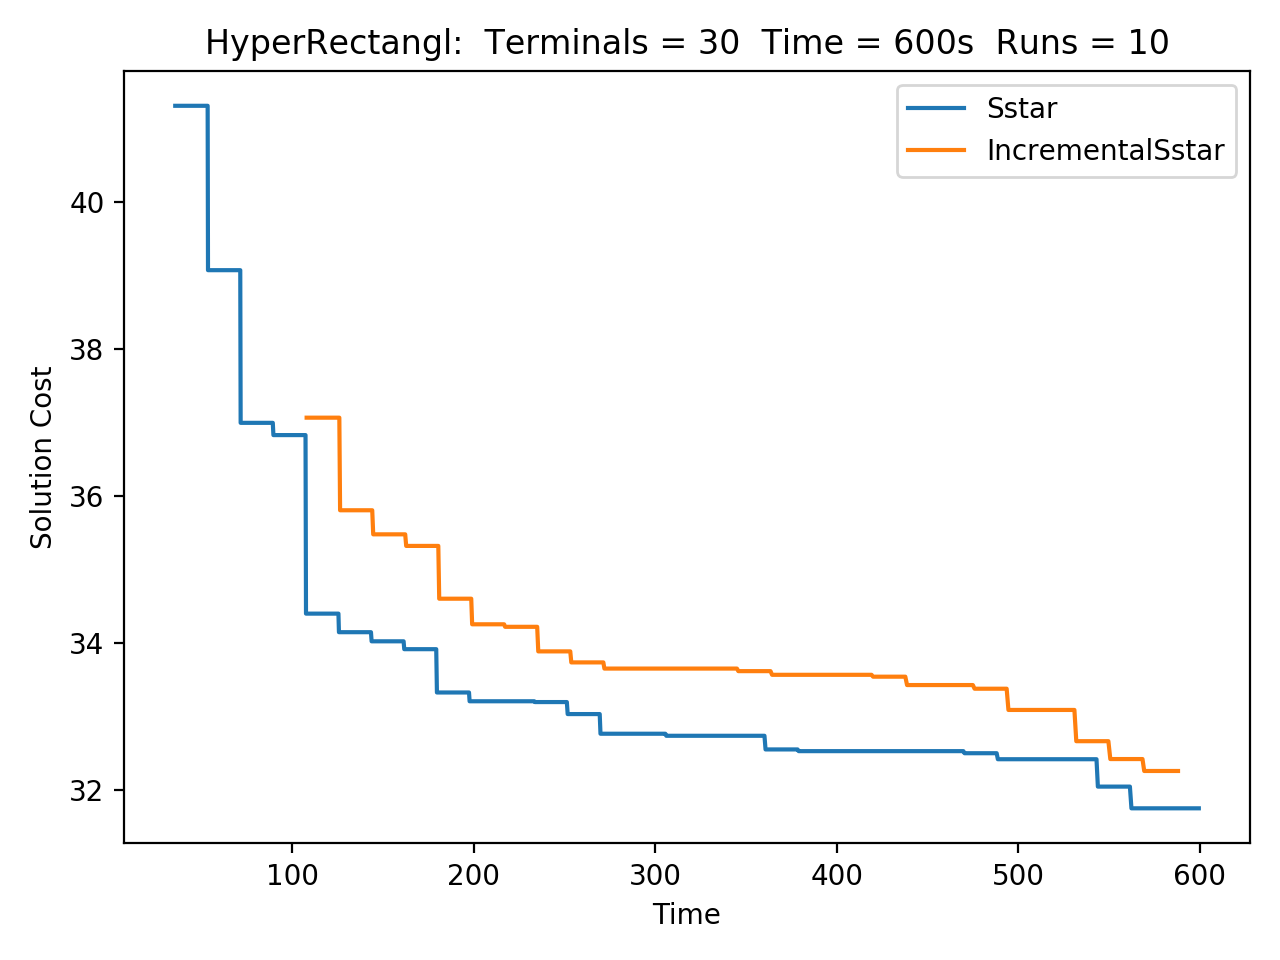 HyperRectangl:  Terminals = 30  Time = 600s  Runs = 10
Sstar
IncrementalSstar
Solution Cost
40
38
36
34
32
100 200 300 400 500 600
Time